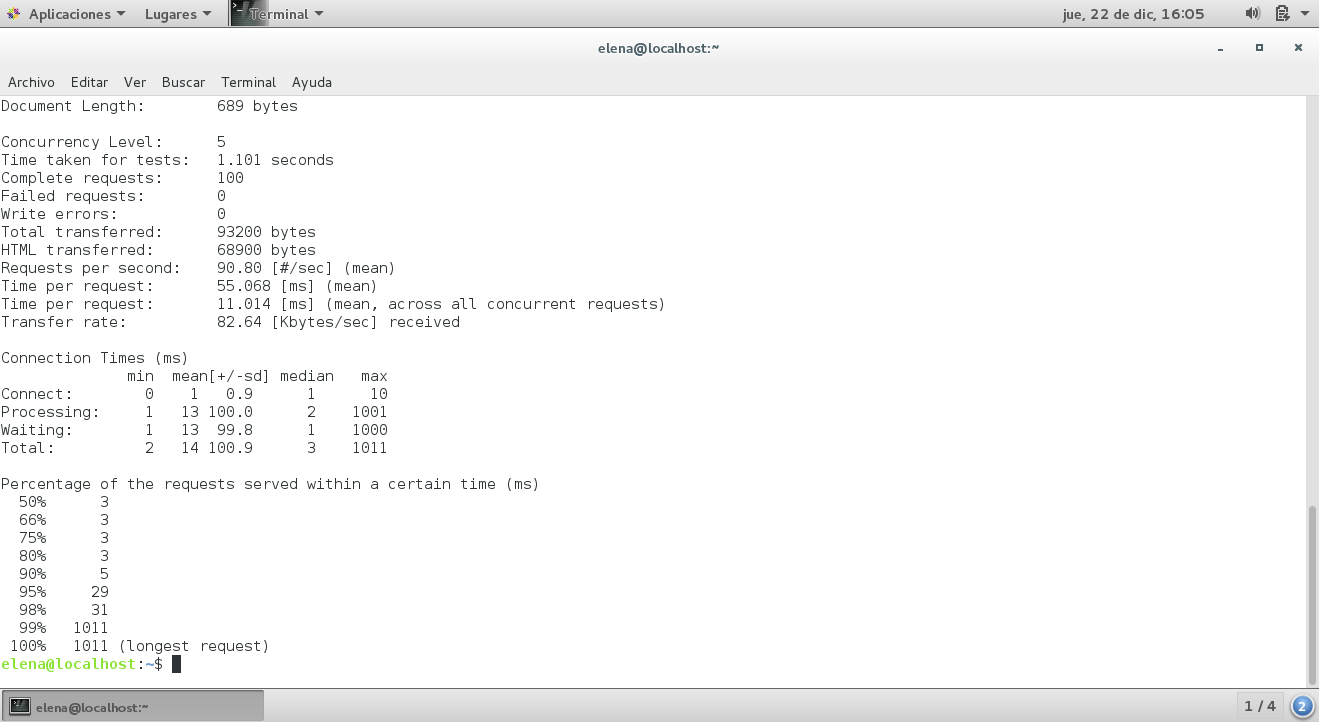 Aplicaciones Lugares Terminal jue, 22 de dic, 16:05
elena@localhost:~
Archivo Editar Ver Buscar Terminal Ayuda
Document Length:        689 bytes
Concurrency Level:      5
Time taken for tests:   1.101 seconds
Complete requests:      100
Failed requests:        0
Write errors:           0
Total transferred:      93200 bytes
HTML transferred:       68900 bytes
Requests per second:    90.80 [#/sec] (mean)
Time per request:       55.068 [ms] (mean)
Time per request:       11.014 [ms] (mean, across all concurrent requests)
Transfer rate:          82.64 [Kbytes/sec] received
Connection Times (ms)
              min  mean[+/-sd] median   max
Connect:        0    1   0.9      1      10
Processing:     1   13 100.0      2    1001
Waiting:        1   13  99.8      1    1000
Total:          2   14 100.9      3    1011
Percentage of the requests served within a certain time (ms)
  50%      3
  66%      3
  75%      3
  80%      3
  90%      5
  95%     29
  98%     31
  99%   1011
 100%   1011 (longest request)
elena@localhost:~$
elena@localhost:~ 1 / 4 2